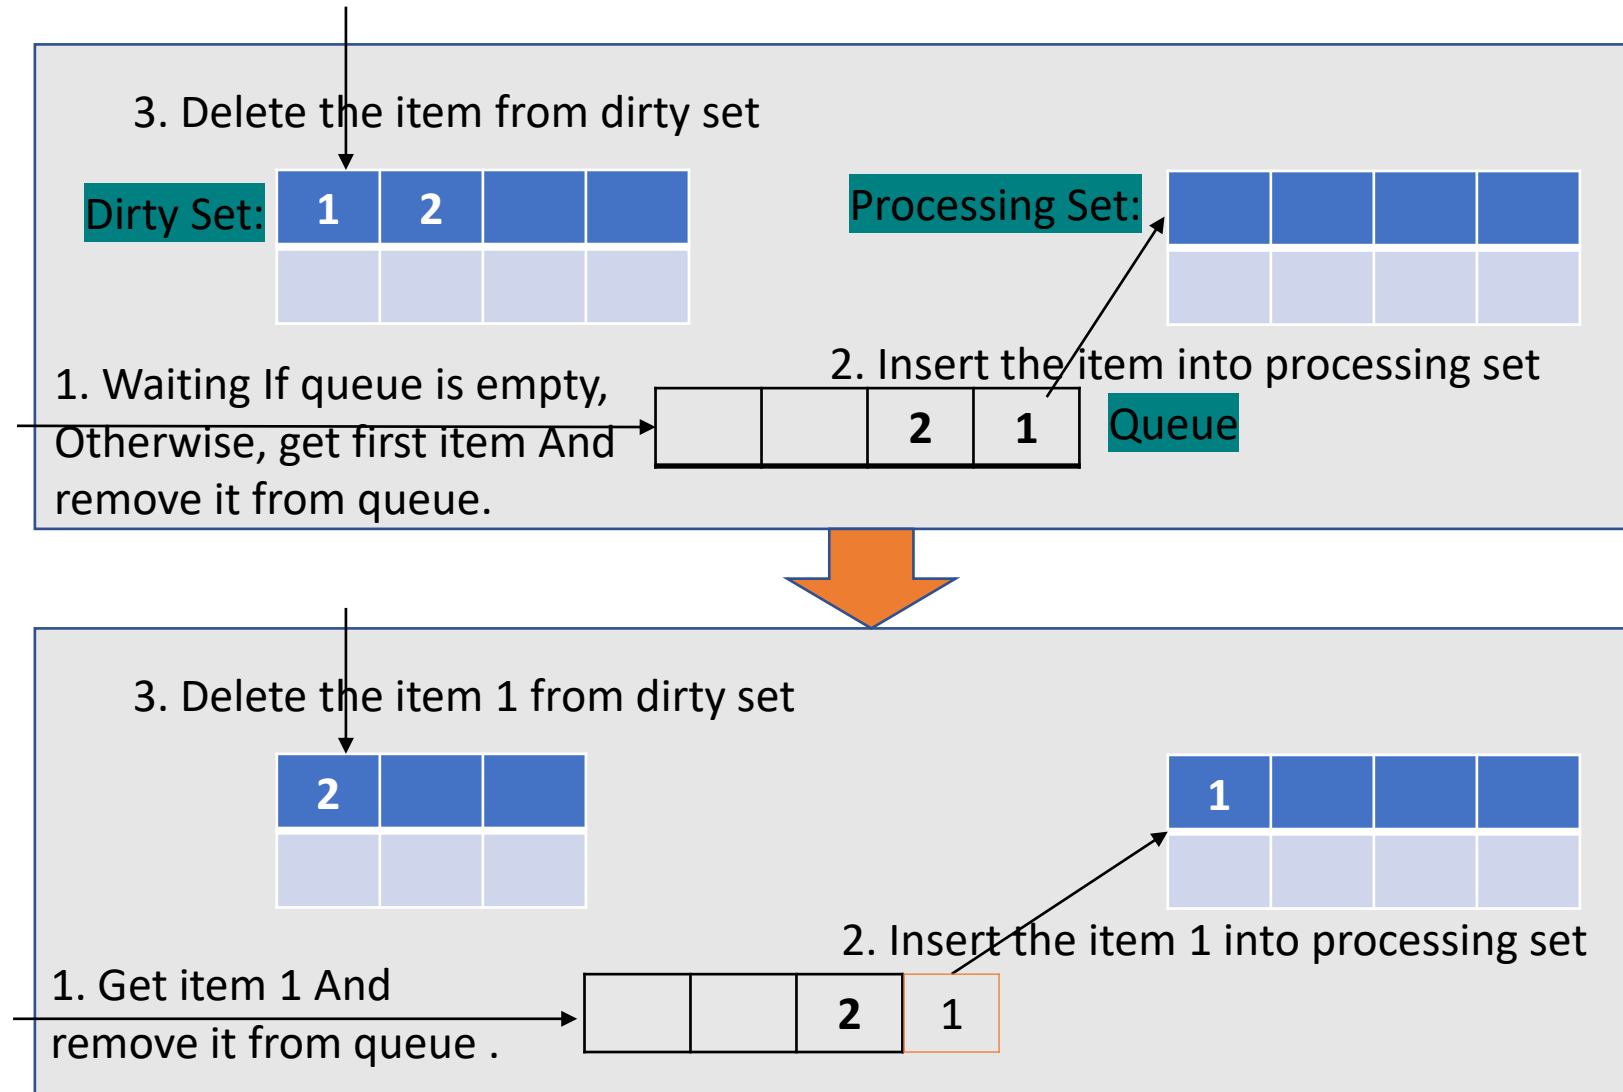 3. Delete the item from dirty set
Dirty Set:
1 2
Processing Set:
2. Insert the item into processing set
1. Waiting If queue is empty,
Otherwise, get first item And
remove it from queue.
2 1
Queue
3. Delete the item 1 from dirty set
2
1
2. Insert the item 1 into processing set
1. Get item 1 And
remove it from queue .
2 1